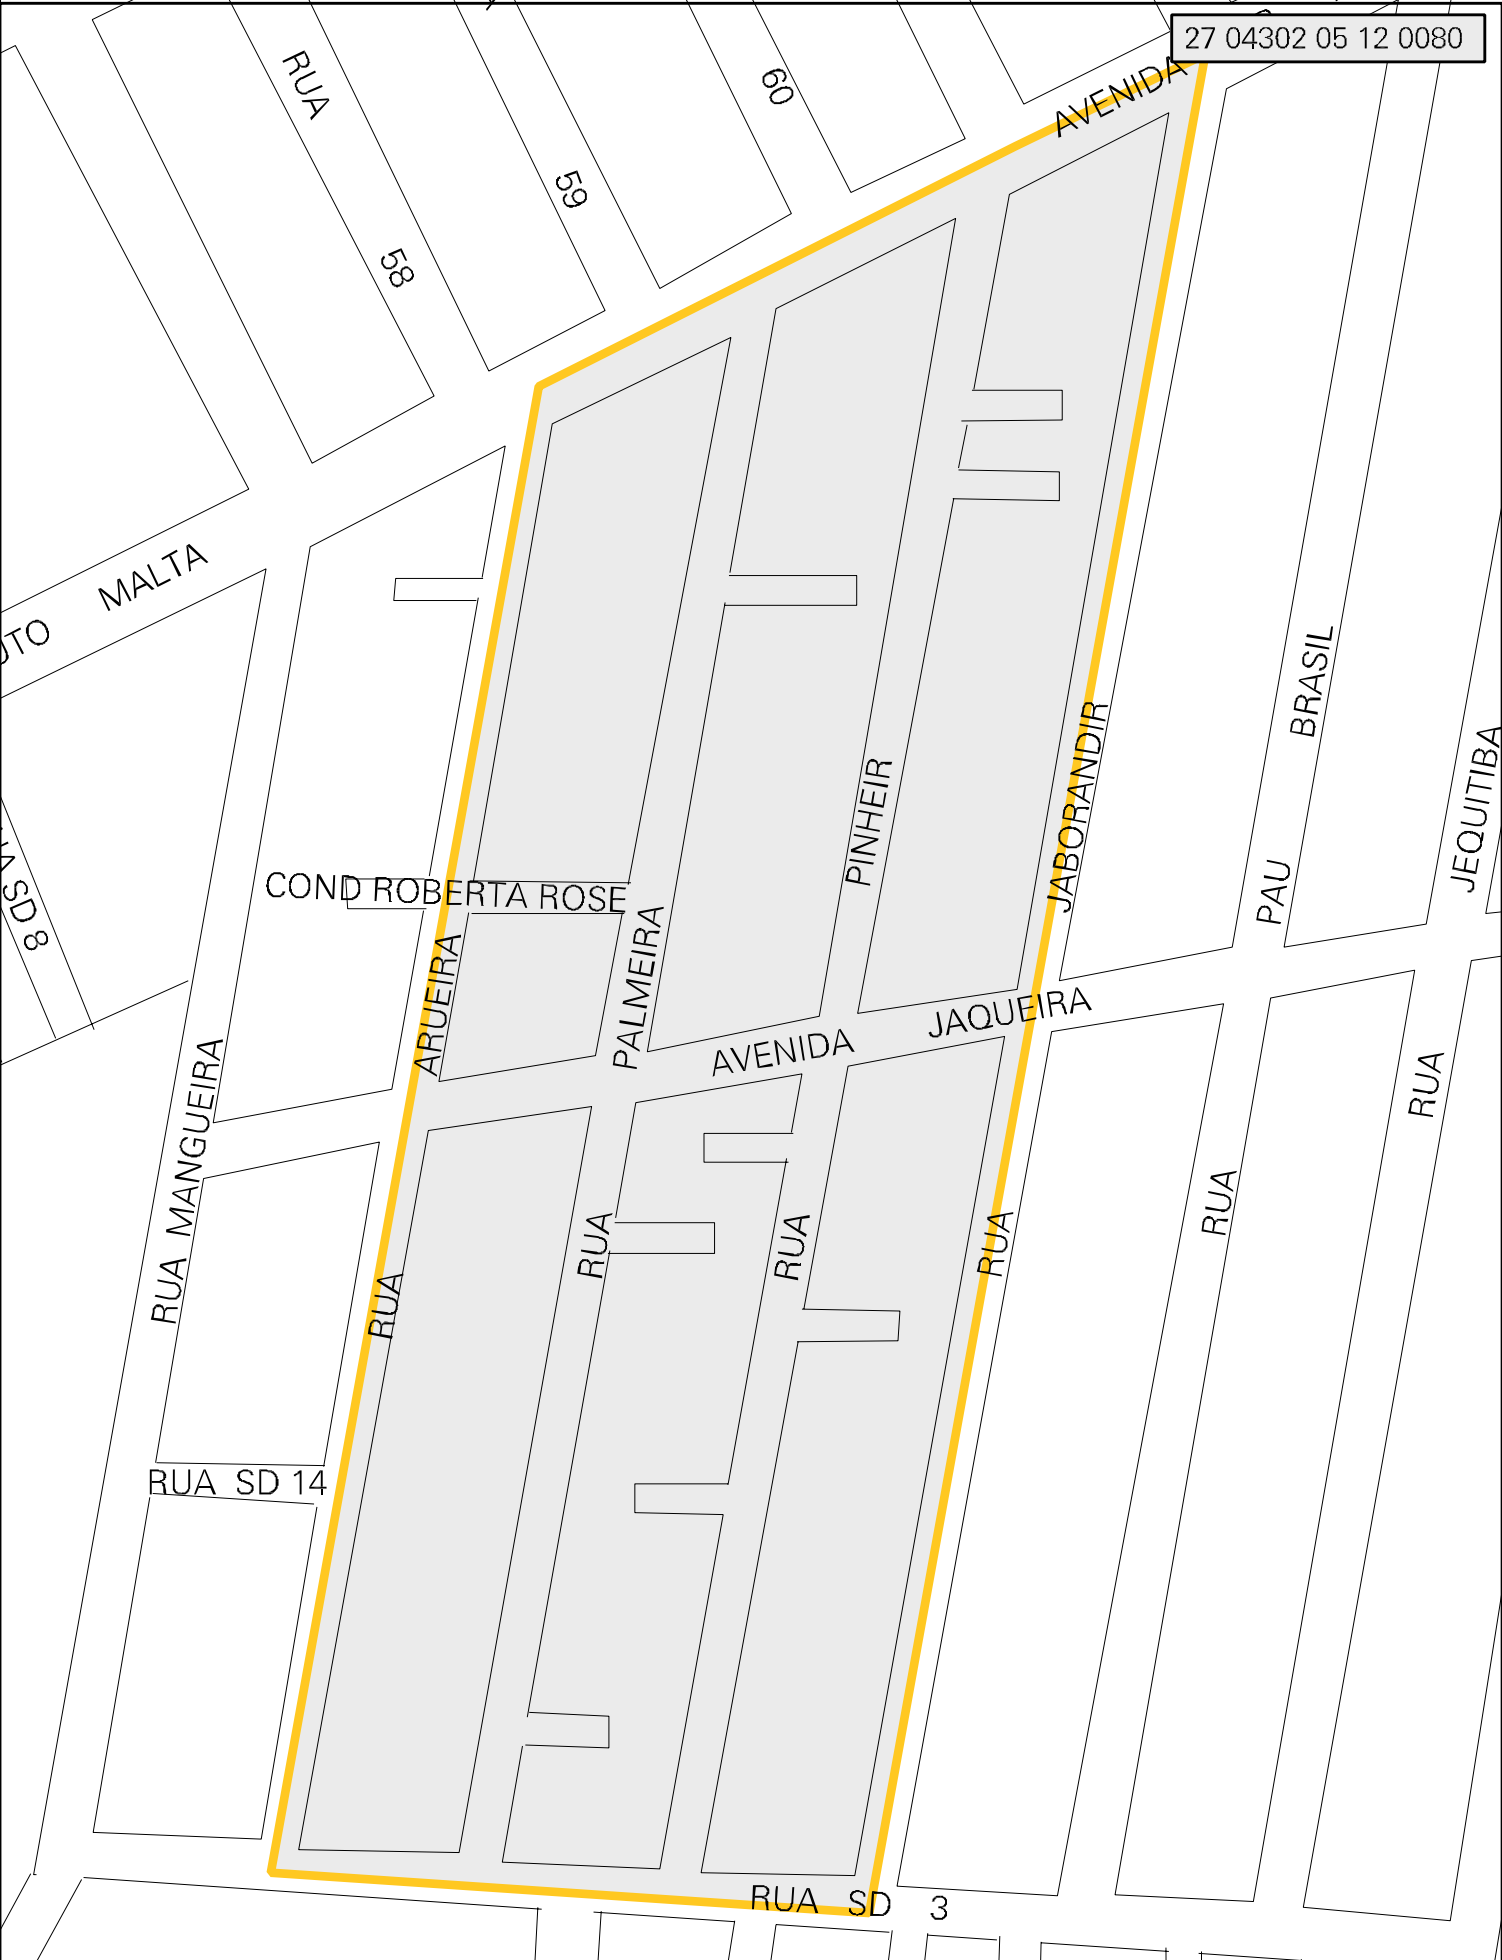 27 04302 05 12 0080
AVENIDA
RUA
60
59
58
MALTA
BRASIL
JABORANDIR
JEQUITIBA
PINHEIR
PAU
COND ROBERTA ROSE
SD 8
PALMEIRA
ARUEIRA
JAQUEIRA
AVENIDA
RUA MANGUEIRA
RUA
RUA
RUA
RUA
RUA
RUA
RUA SD 14
RUA SD 3